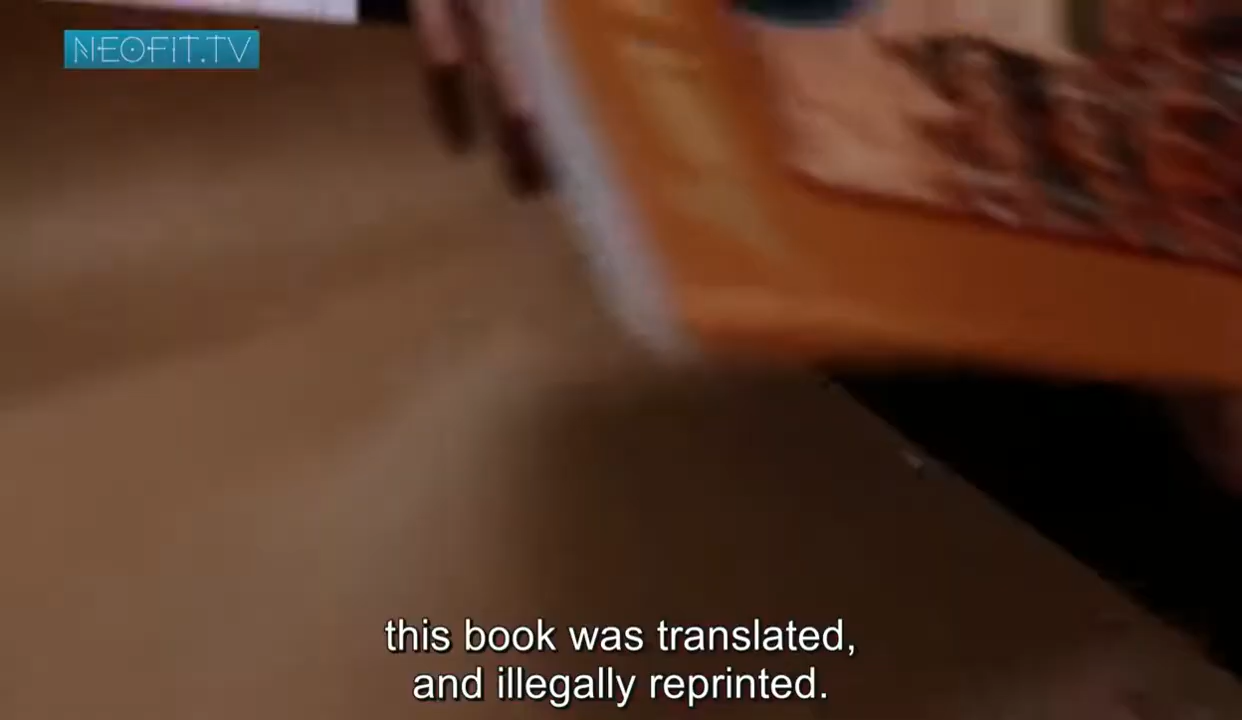 NEOFIT.TV
this book was translated,
and illegally reprinted.